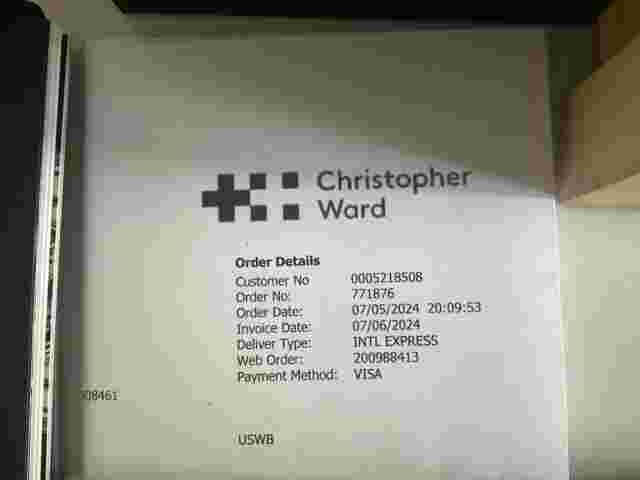 Christopher
Ward
Order Details
Customer No 0005218508
Order No: 771876
Order Date: 07/05/2024 20:09:53
Invoice Date: 07/06/2024
Deliver Type: INTL EXPRESS
Web Order: 200988413
Payment Method: VISA
08461
USWB